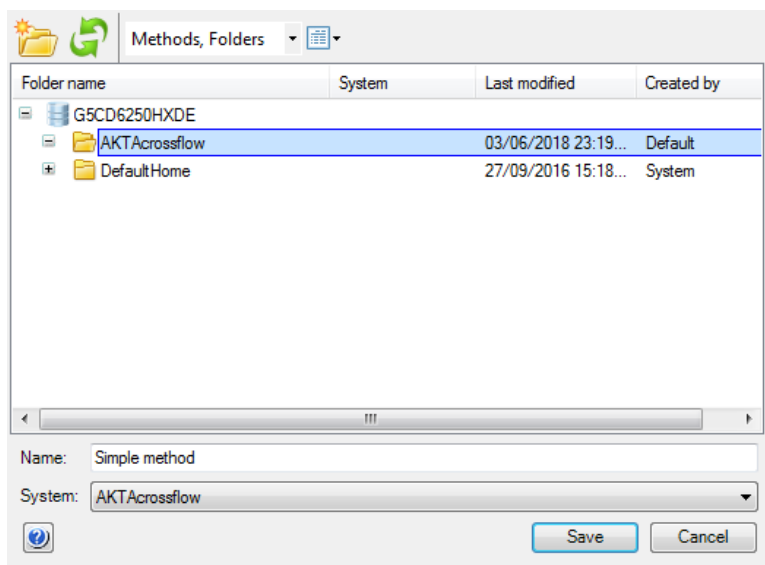 Methods, Folders
Folder name System Last modified Created by
G5CD6250HXDE
AKTAcrossflow 03/06/2018 23:19... Default
DefaultHome 27/09/2016 15:18... System
Name: Simple method
System: AKTAcrossflow
Save Cancel